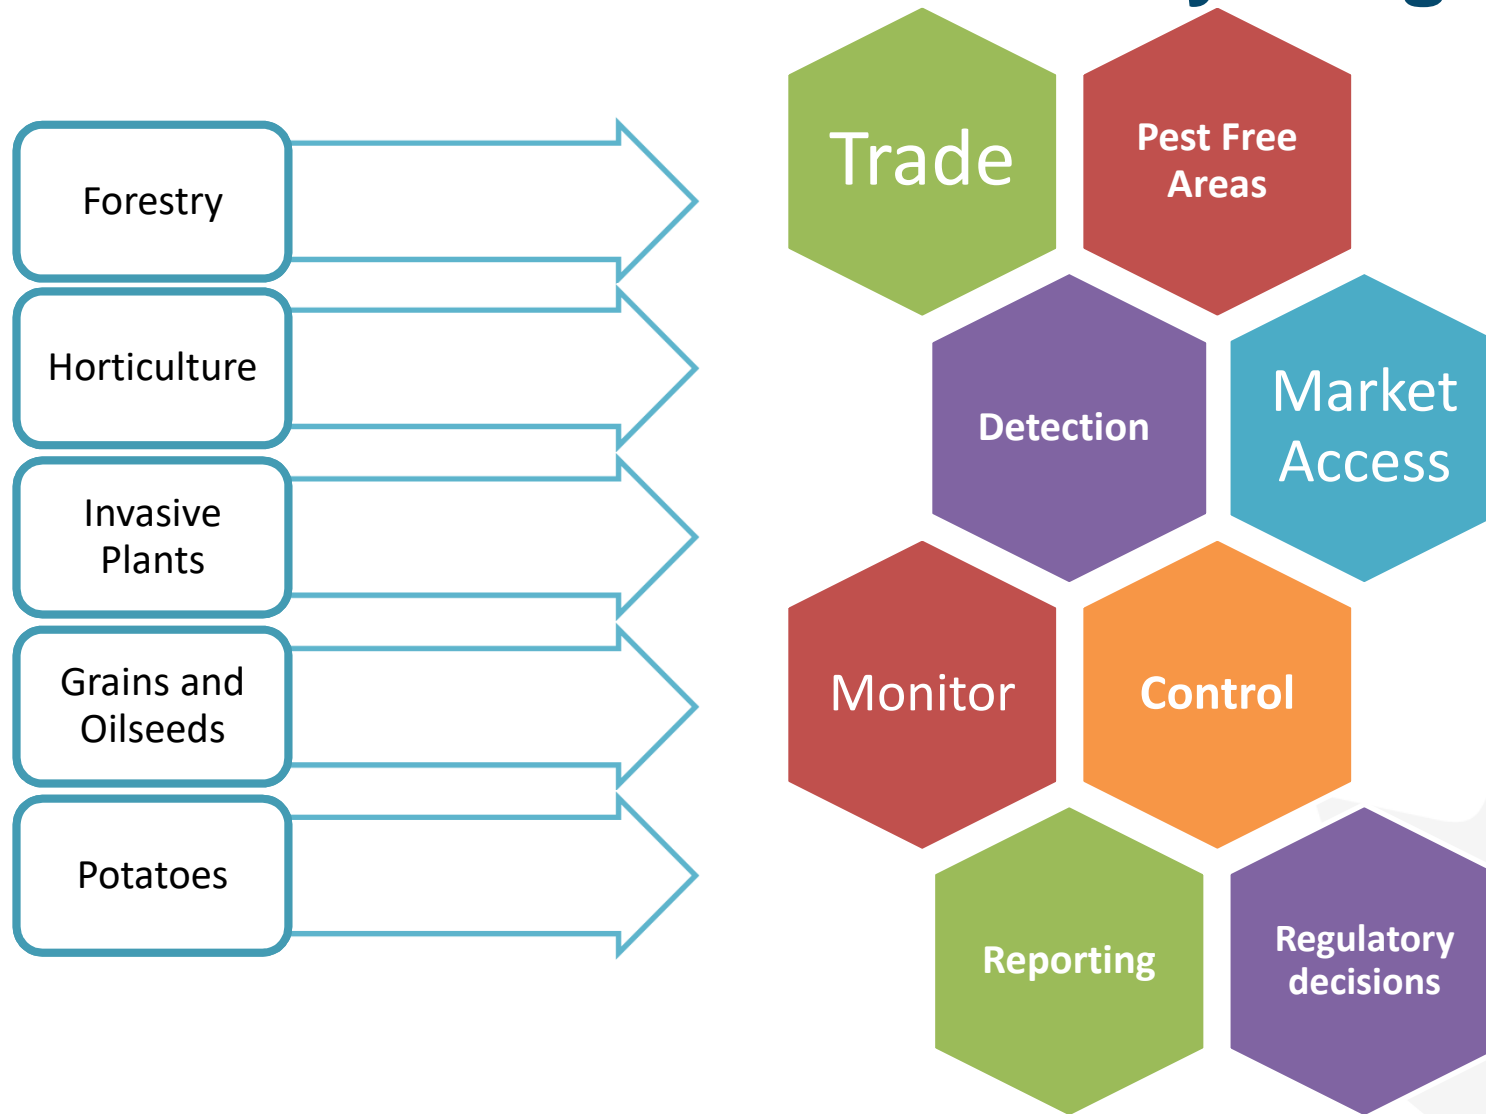 Forestry
Horticulture
Invasive
Plants
Grains and
Oilseeds
Potatoes
Trade
Pest Free
Areas
Detection
Market
Access
Monitor
Control
Reporting
Regulatory
decisions